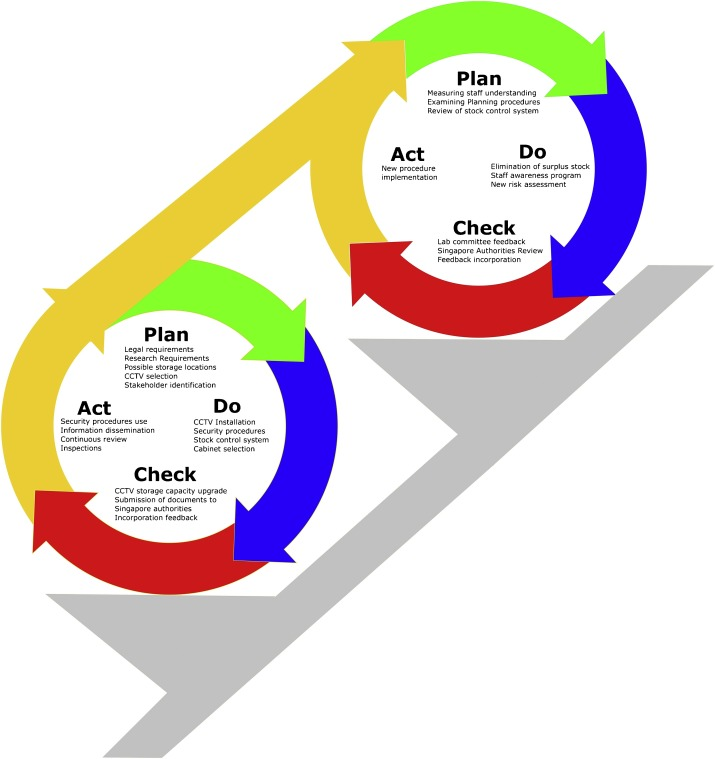 Plan
Measuring staff understanding
Examining Planning procedures
Review of stock control system
Act
New procedure
implementation
Do
Elimination of surplus stock
Staff awareness program
New risk assessment
Check
Lab committee feedback
Singapore Authorities Review
Feedback incorporation
Plan
Legal requirements
Research Requirements
Possible storage locations
CCTV selection
Stakeholder identification
Act
Security procedures use
Information dissemination
Continuous review
Inspections
Do
CCTV Installation
Security procedures
Stock control system
Cabinet selection
Check
CCTV storage capacity upgrade
Submission of documents to
Singapore authorities
Incorporation feedback